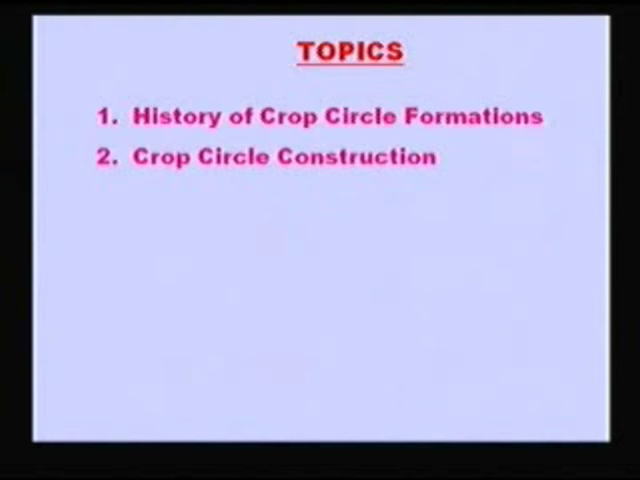 TOPICS
1. History of Crop Circle Formations
2. Crop Circle Construction